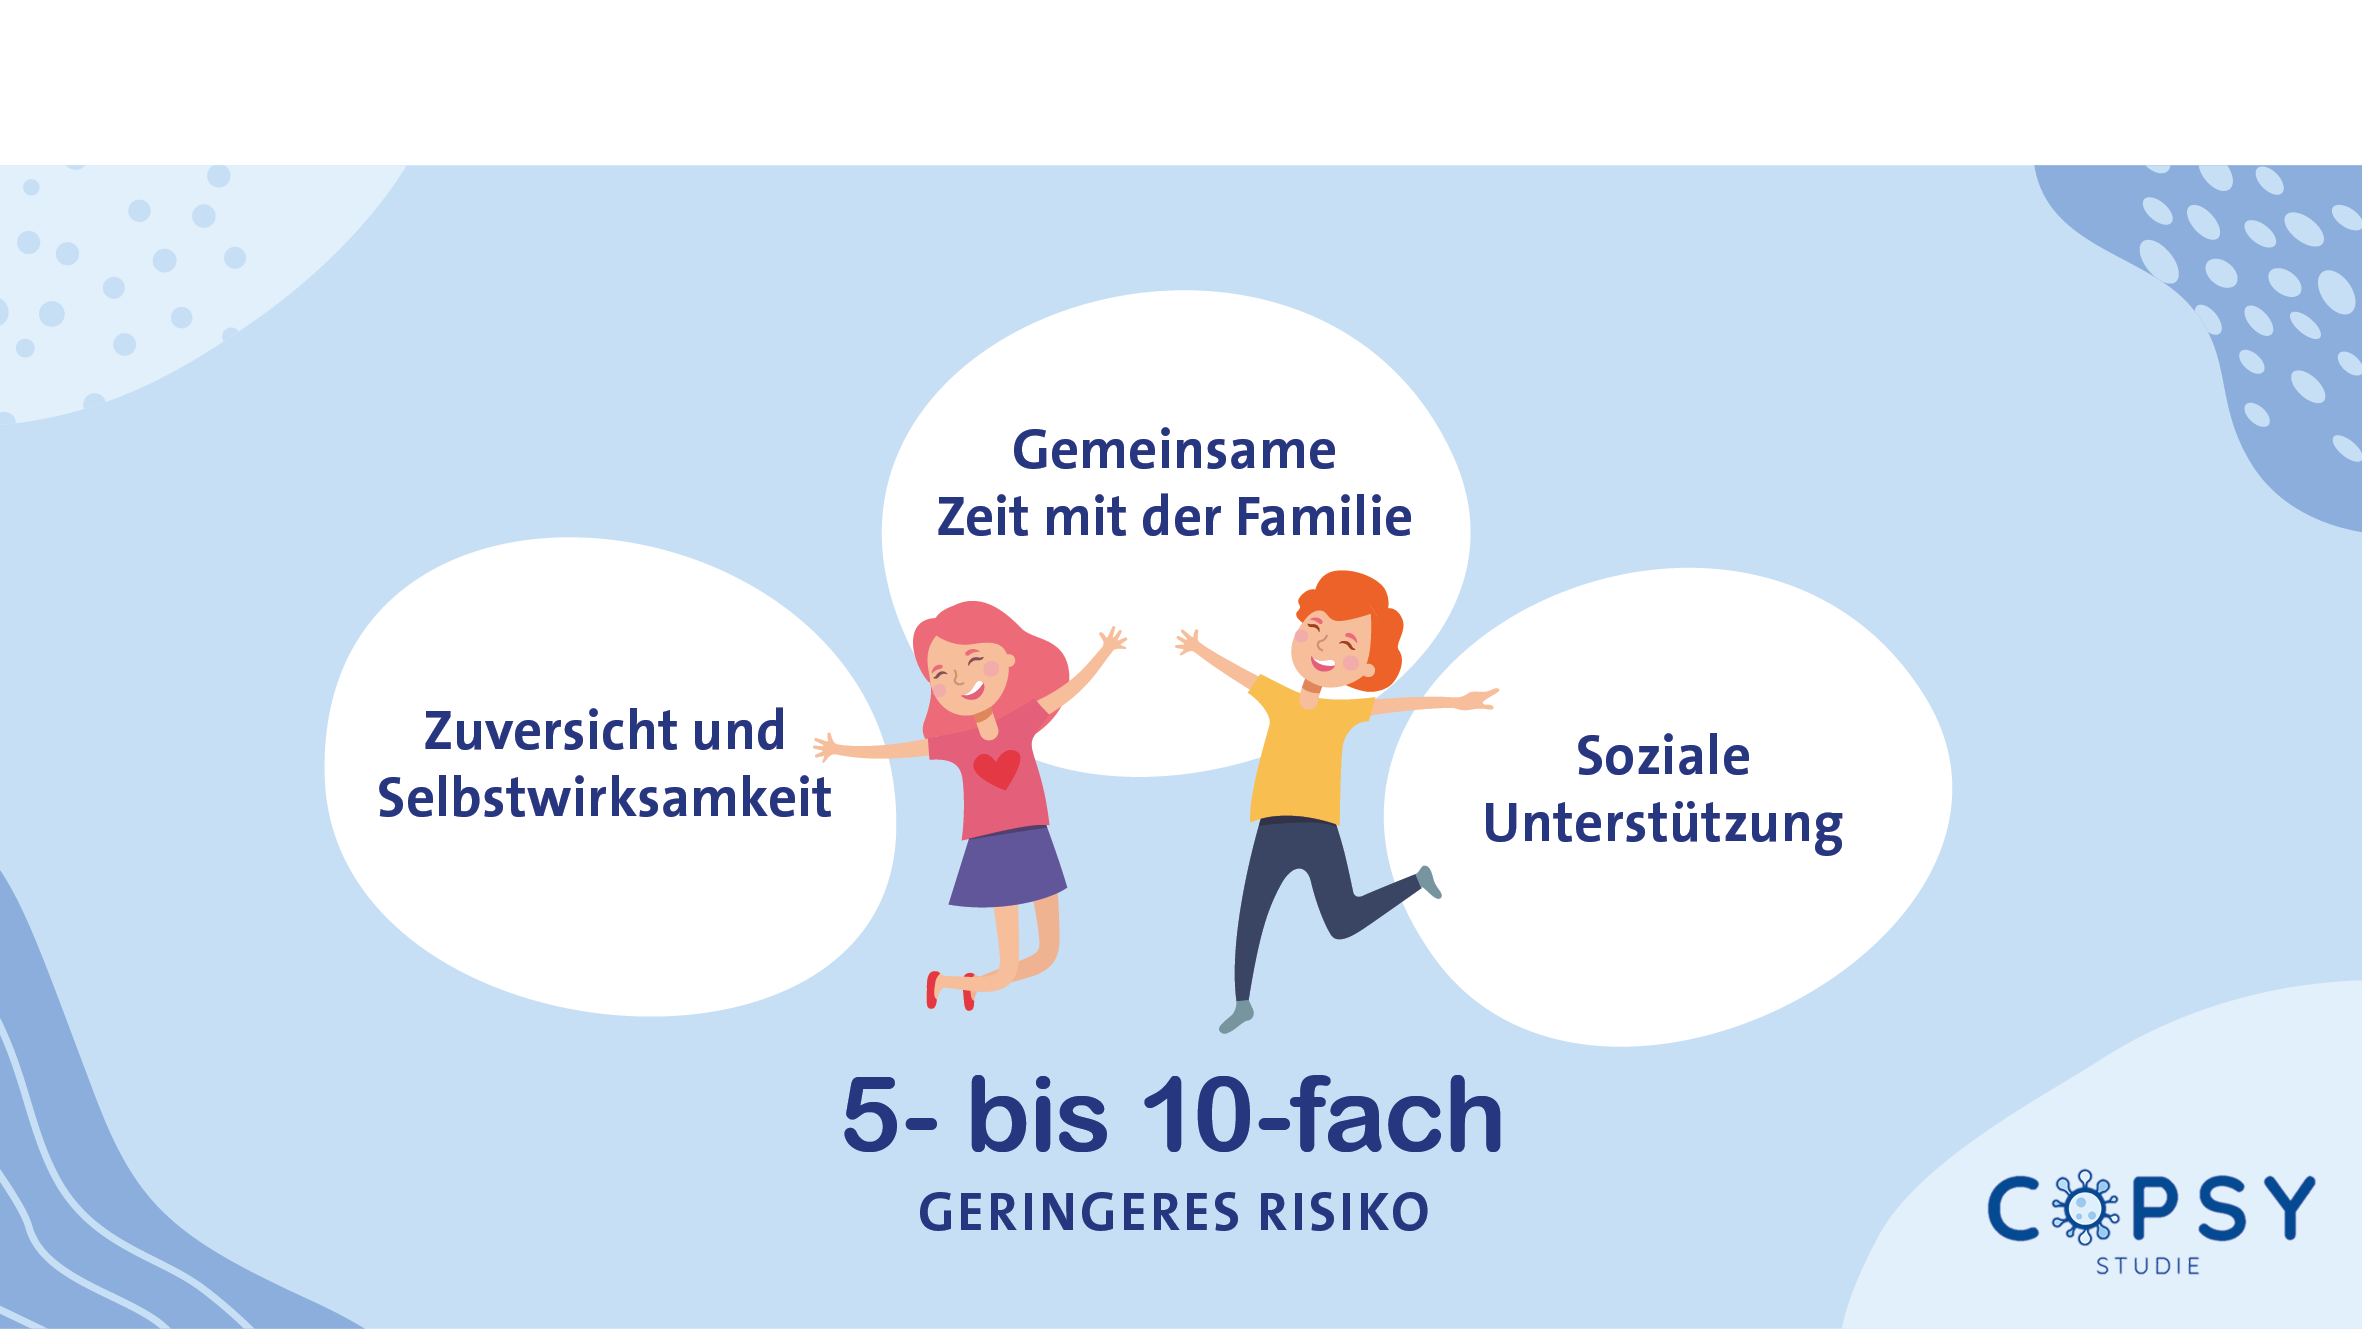 Gemeinsame
Zeit mit der Familie
Zuversicht und
Selbstwirksamkeit
Soziale
Unterstützung
5- bis 10-fach
GERINGERES RISIKO
COPSY
STUDIE